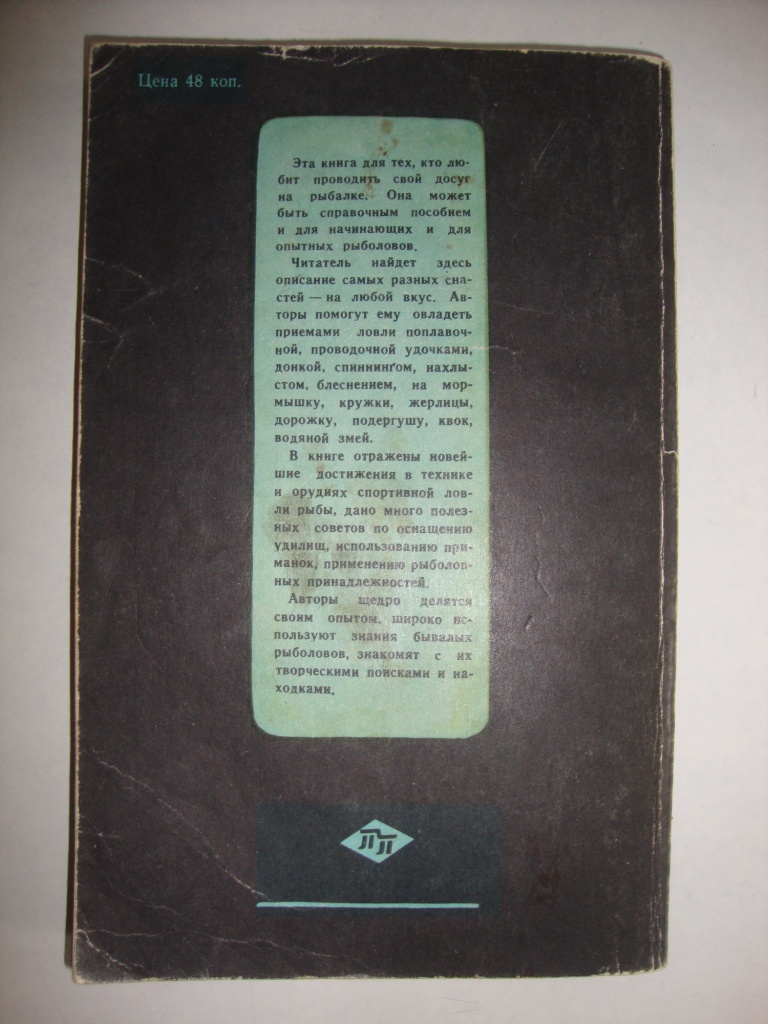 Цена 48 коп.
Эта книга для тех, кто лю-
бит проводить свой досуг
на рыбалке. Она может
быть справочным пособием
и для начинающих и для
опытных рыболовов.
Читатель найдет здесь
описание самых разных сна-
стей — на любой вкус. Ав-
торы помогут ему овладеть
приемами ловли поплавоч-
ной, проводочной удочками,
донкой, спиннингом, нахлы-
стом, блеснением, на мор-
мышку, кружки, жерлицы,
дорожку, подергушу, квок,
водяной змей.
В книге отражены новей-
шие достижения в технике
и орудиях спортивной лов-
ли рыбы, дано много полез-
ных советов по оснащению
удилищ, использованию при-
манок, применению рыболов-
ных принадлежностей.
Авторы щедро делятся
своим опытом, широко ис-
пользуют знания бывалых
рыболовов, знакомят с их
творческими поисками и на-
ходками.
ПП